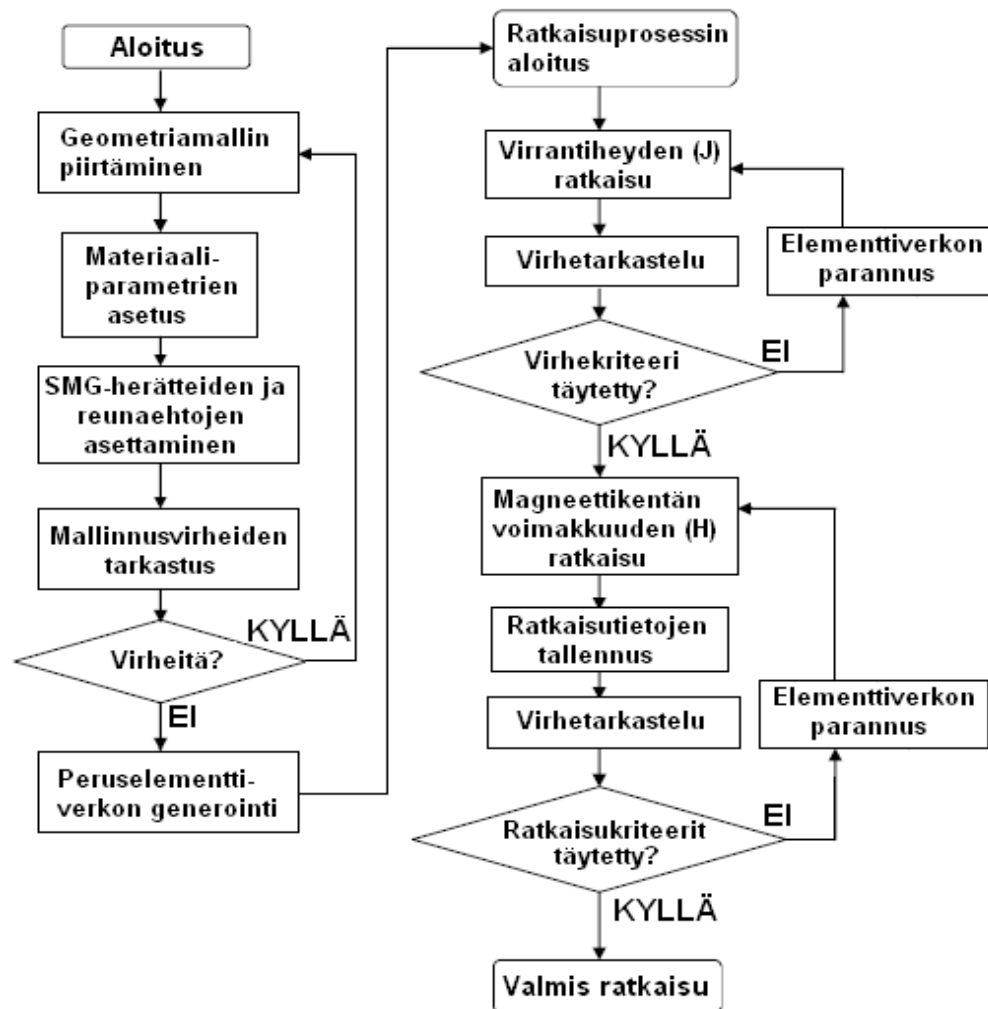 Aloitus
Geometriamallin
piirtäminen
Materiaali-
parametrien
asetus
SMG-herätteiden ja
reunaehtojen
asettaminen
Mallinnusvirheiden
tarkastus
Virheitä?
KYLLÄ
EI
Peruselementti-
verkon generointi
Ratkaisuprosessin
aloitus
Virrantiheyden (J)
ratkaisu
Virhetarkastelu
Virhekriteeri
täytetty?
EI
Elementtiverkon
parannus
KYLLÄ
Magneettikentän
voimakkuuden (H)
ratkaisu
Ratkaisutietojen
tallennus
Virhetarkastelu
Ratkaisukriteerit
täytetty?
EI
Elementtiverkon
parannus
KYLLÄ
Valmis ratkaisu